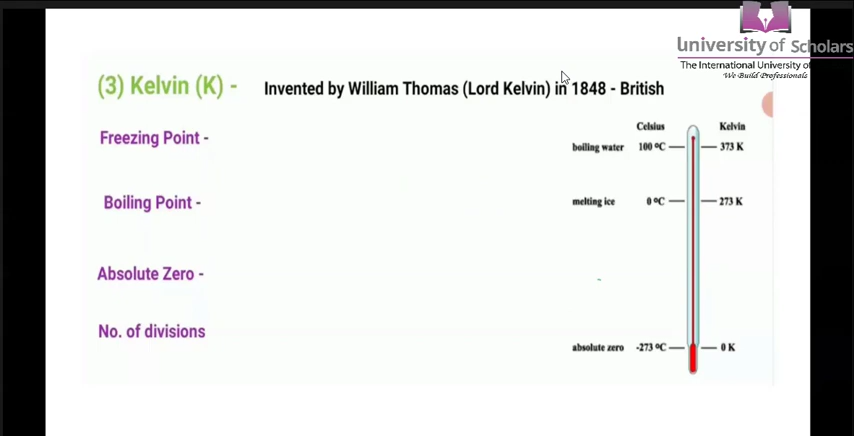 University of Scholars
The International University of
We Build Professionals
(3) Kelvin (K) - Invented by William Thomas (Lord Kelvin) in 1848 - British
Freezing Point -
Boiling Point -
Absolute Zero -
No. of divisions
Celsius Kelvin
boiling water 100 ºC 373 K
melting ice 0 ºC 273 K
absolute zero -273 ºC 0 K